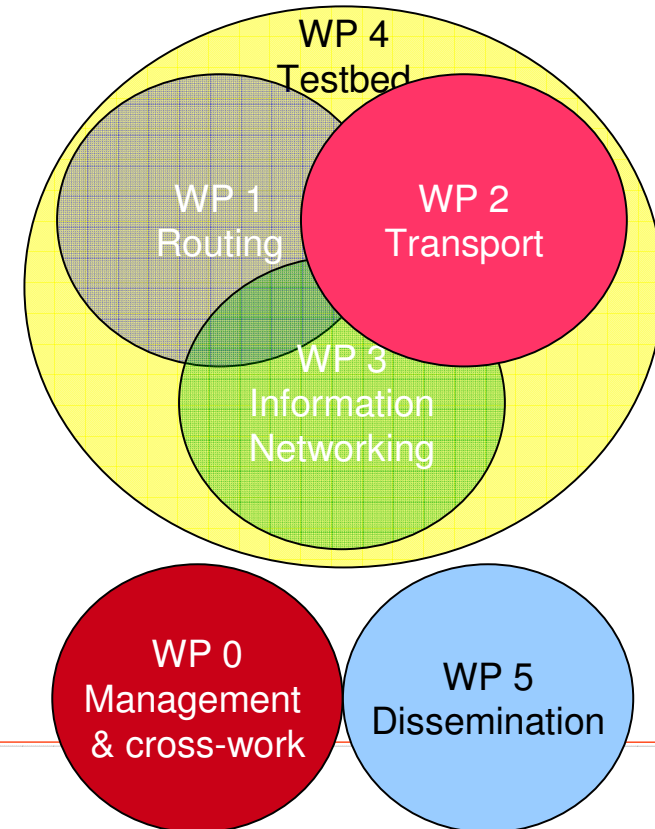 WP 4
Testbed
WP 1
Routing
WP 2
Transport
WP 3
Information
Networking
WP 0
Management
& cross-work
WP 5
Dissemination